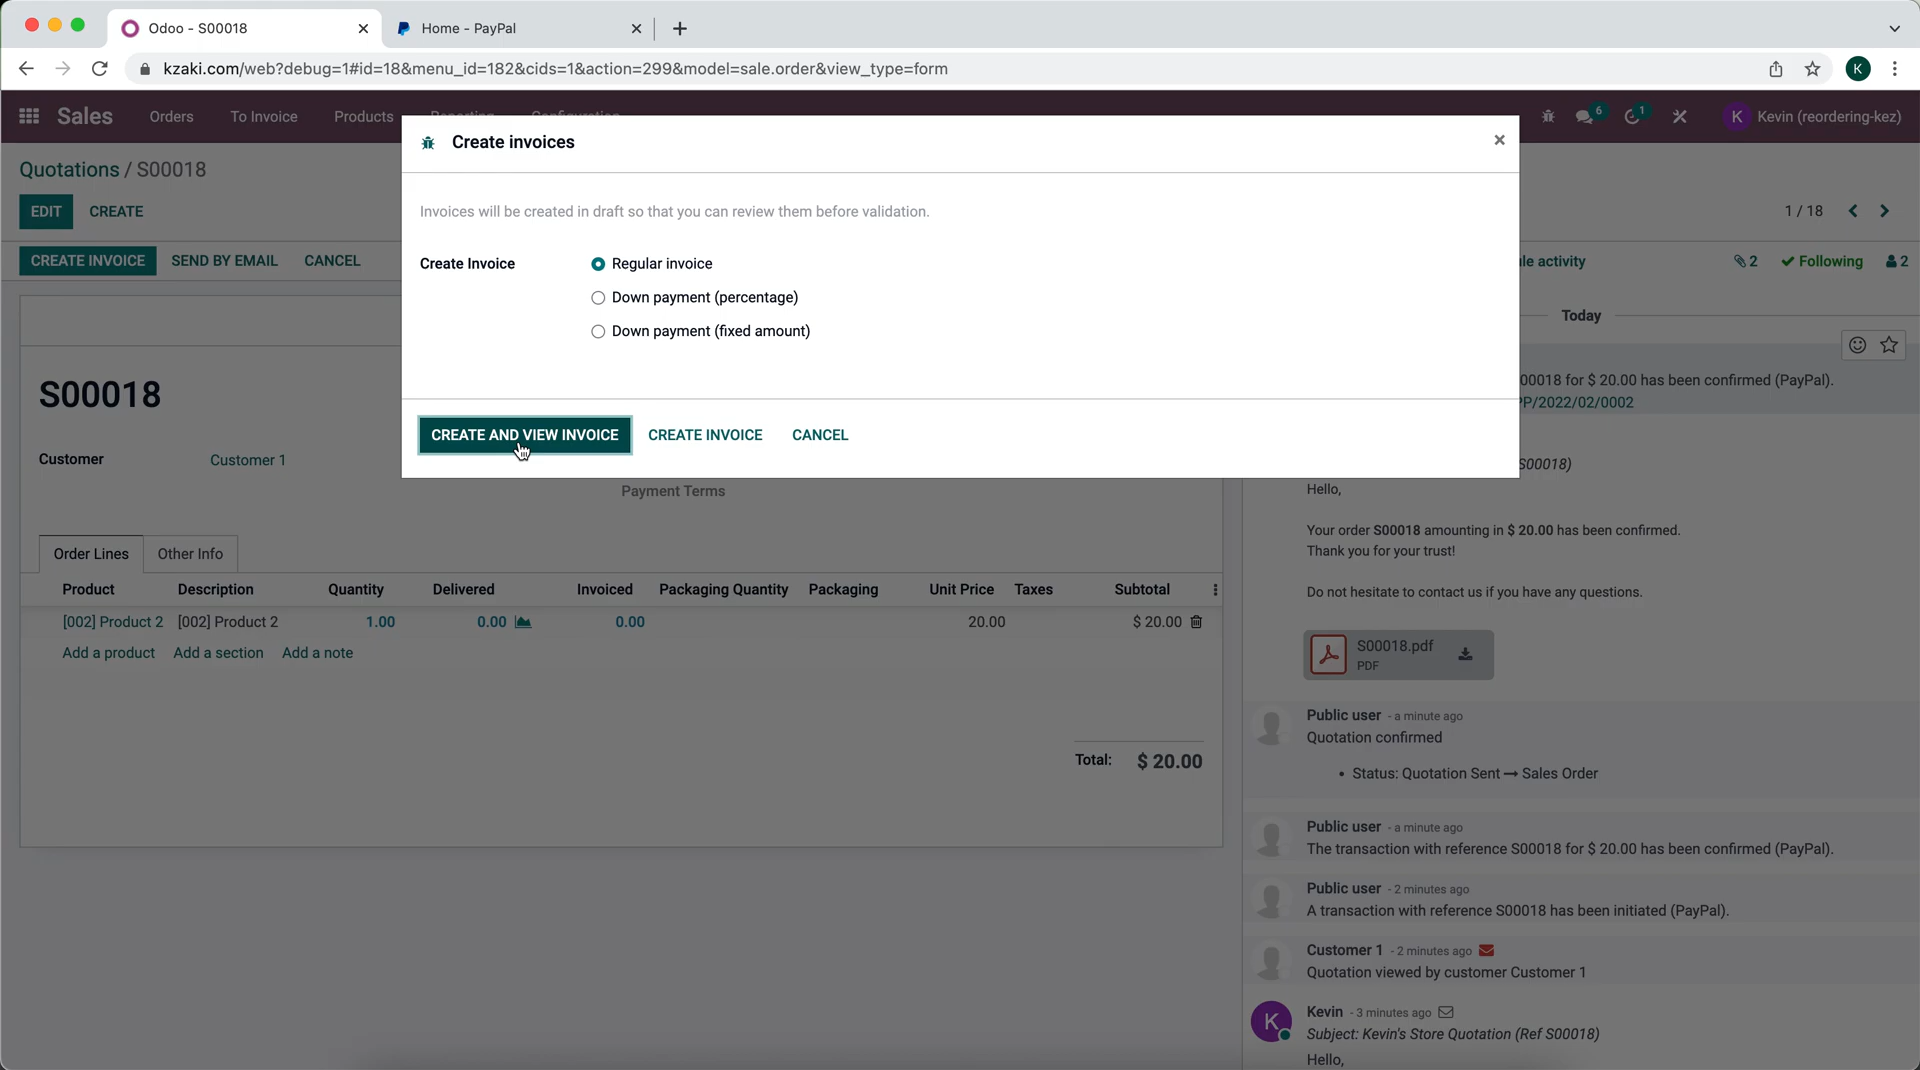 Odoo - S00018
Home - PayPal
kzaki.com/web?debug=1#id=18&menu_id=182&cids=1&action=299&model=sale.order&view_type=form
K
Sales
Orders
To Invoice
Products
Reporting
Configuration
6
1
K
Kevin (reordering-kez)
Create invoices
Quotations / S00018
EDIT
CREATE
1 / 18
Invoices will be created in draft so that you can review them before validation.
CREATE INVOICE
SEND BY EMAIL
CANCEL
Create Invoice
Regular invoice
Down payment (percentage)
Down payment (fixed amount)
CREATE AND VIEW INVOICE
CREATE INVOICE
CANCEL
activity
2
Following
2
Today
00018 for $ 20.00 has been confirmed (PayPal).
P/2022/02/0002
S00018)
Hello,
Your order S00018 amounting in $ 20.00 has been confirmed.
Thank you for your trust!
Do not hesitate to contact us if you have any questions.
S00018.pdf
PDF
S00018
Customer
Customer 1
Payment Terms
Order Lines
Other Info
Product Description Quantity Delivered Invoiced Packaging Quantity Packaging Unit Price Taxes Subtotal
[002] Product 2 [002] Product 2 1.00 0.00 0.00 20.00 $ 20.00
Add a product Add a section Add a note
Total: $ 20.00
Public user - a minute ago
Quotation confirmed
• Status: Quotation Sent → Sales Order
Public user - a minute ago
The transaction with reference S00018 for $ 20.00 has been confirmed (PayPal).
Public user - 2 minutes ago
A transaction with reference S00018 has been initiated (PayPal).
Customer 1 - 2 minutes ago
Quotation viewed by customer Customer 1
K
Kevin - 3 minutes ago
Subject: Kevin's Store Quotation (Ref S00018)
Hello,